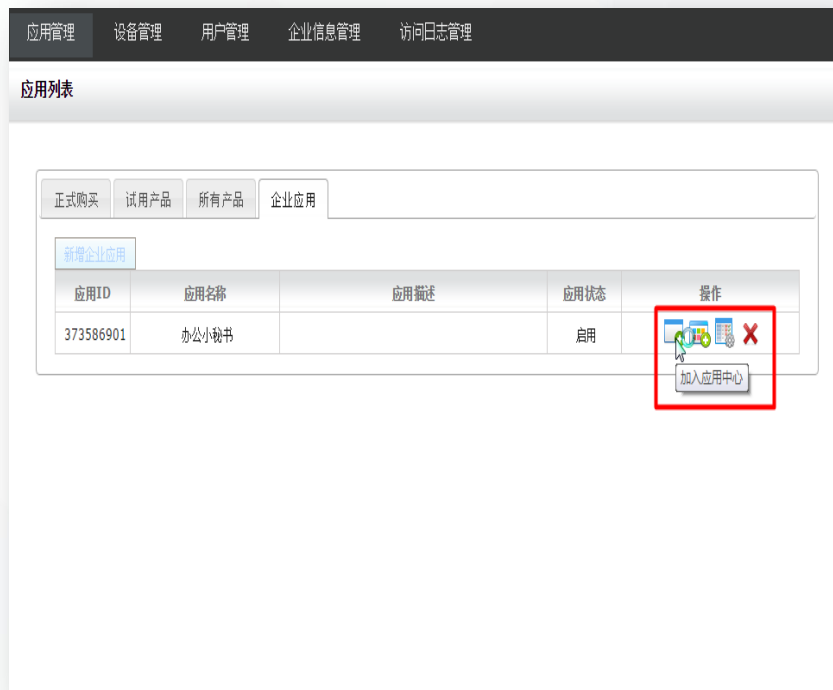 应用管理 设备管理 用户管理 企业信息管理 访问日志管理
应用列表
正式购买 试用产品 所有产品 企业应用
新增企业应用
应用ID 应用名称 应用描述 应用状态 操作
373586901 办公小秘书 启用
加入应用中心